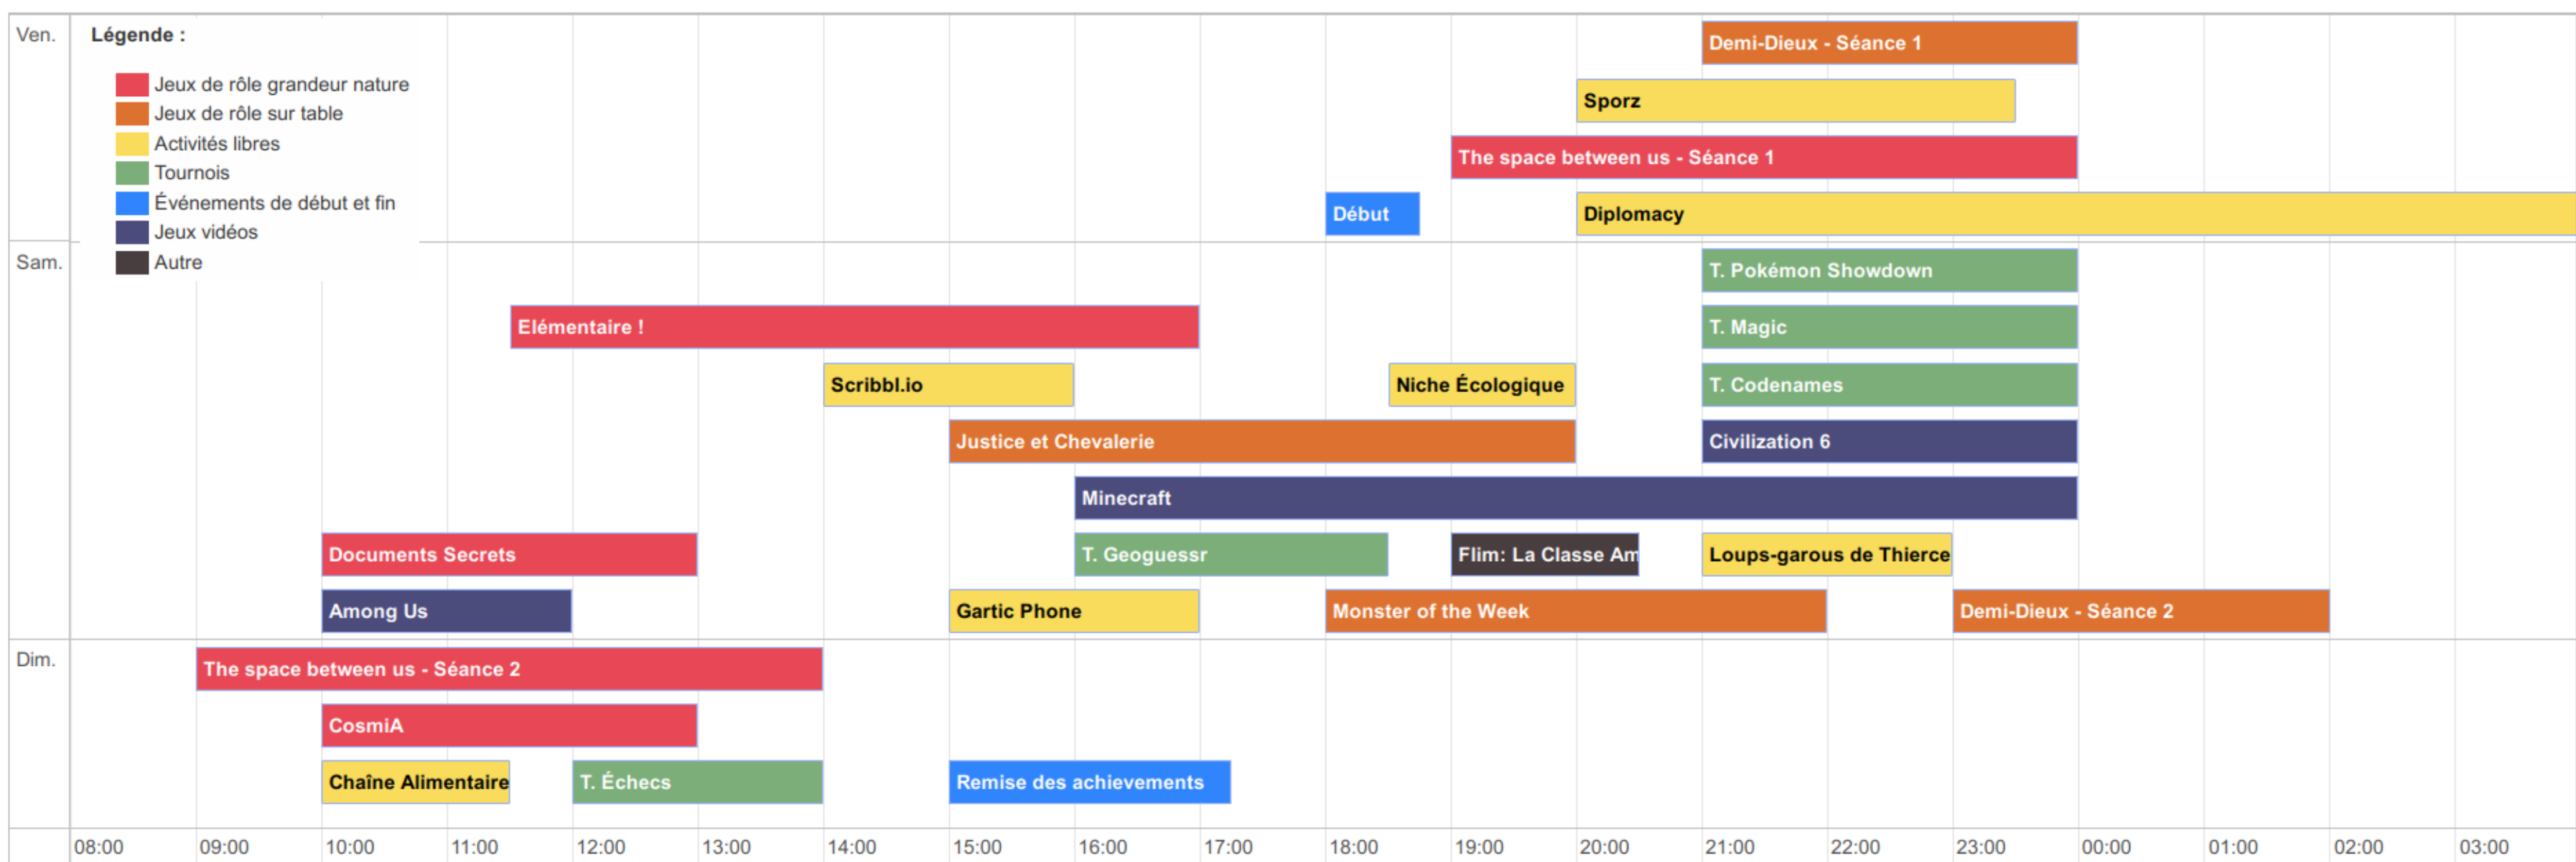 Ven.
Légende :
Jeux de rôle grandeur nature
Jeux de rôle sur table
Activités libres
Tournois
Événements de début et fin
Jeux vidéos
Autre
Demi-Dieux - Séance 1
Sporz
The space between us - Séance 1
Début
Diplomacy
Sam.
T. Pokémon Showdown
Elémentaire !
T. Magic
Scribbl.io
Niche Écologique
T. Codenames
Justice et Chevalerie
Civilization 6
Minecraft
Documents Secrets
T. Geoguessr
Flim: La Classe Am
Loups-garous de Thierce
Among Us
Gartic Phone
Monster of the Week
Demi-Dieux - Séance 2
Dim.
The space between us - Séance 2
CosmiA
Chaîne Alimentaire
T. Échecs
Remise des achievements
08:00 09:00 10:00 11:00 12:00 13:00 14:00 15:00 16:00 17:00 18:00 19:00 20:00 21:00 22:00 23:00 00:00 01:00 02:00 03:00